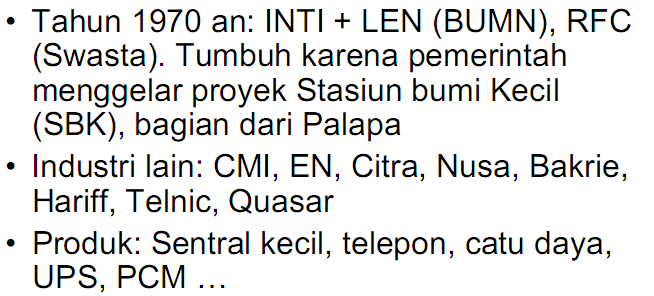 • Tahun 1970 an: INTI + LEN (BUMN), RFC
(Swasta). Tumbuh karena pemerintah
menggelar proyek Stasiun bumi Kecil
(SBK), bagian dari Palapa
• Industri lain: CMI, EN, Citra, Nusa, Bakrie,
Hariff, Telnic, Quasar
• Produk: Sentral kecil, telepon, catu daya,
UPS, PCM …